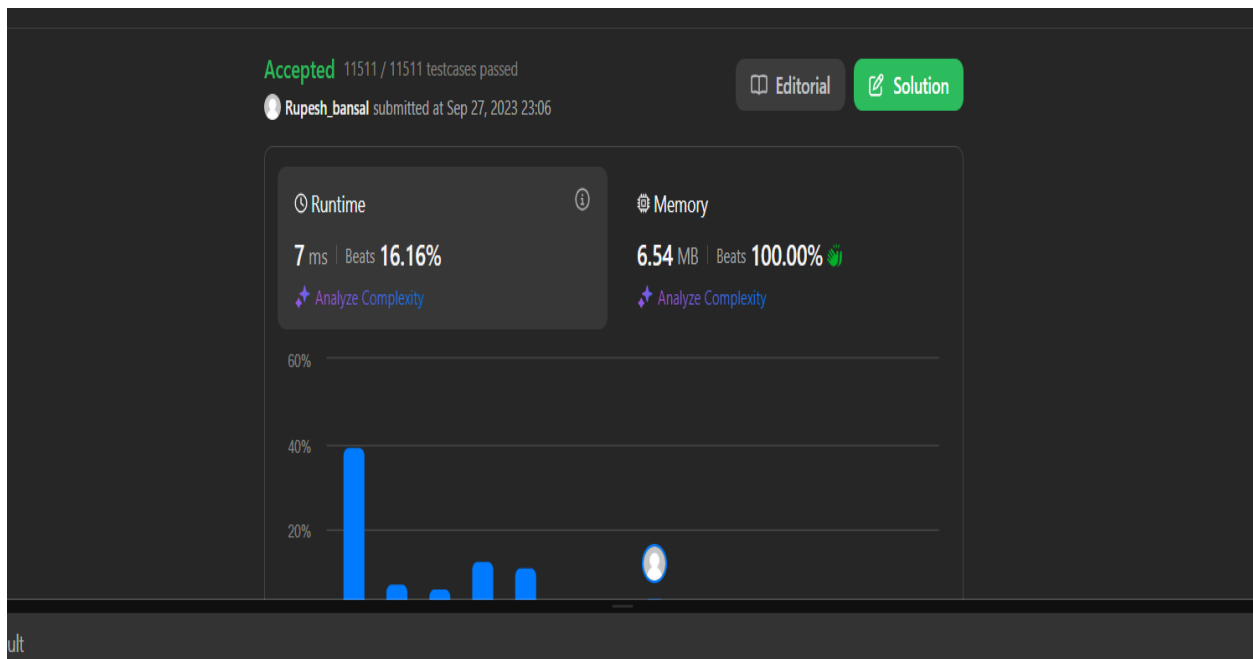 Accepted 11511 / 11511 testcases passed
Rupesh_bansal submitted at Sep 27, 2023 23:06
Editorial
Solution
Runtime
7 ms | Beats 16.16%
Analyze Complexity
Memory
6.54 MB | Beats 100.00%
Analyze Complexity
60%
40%
20%
ult